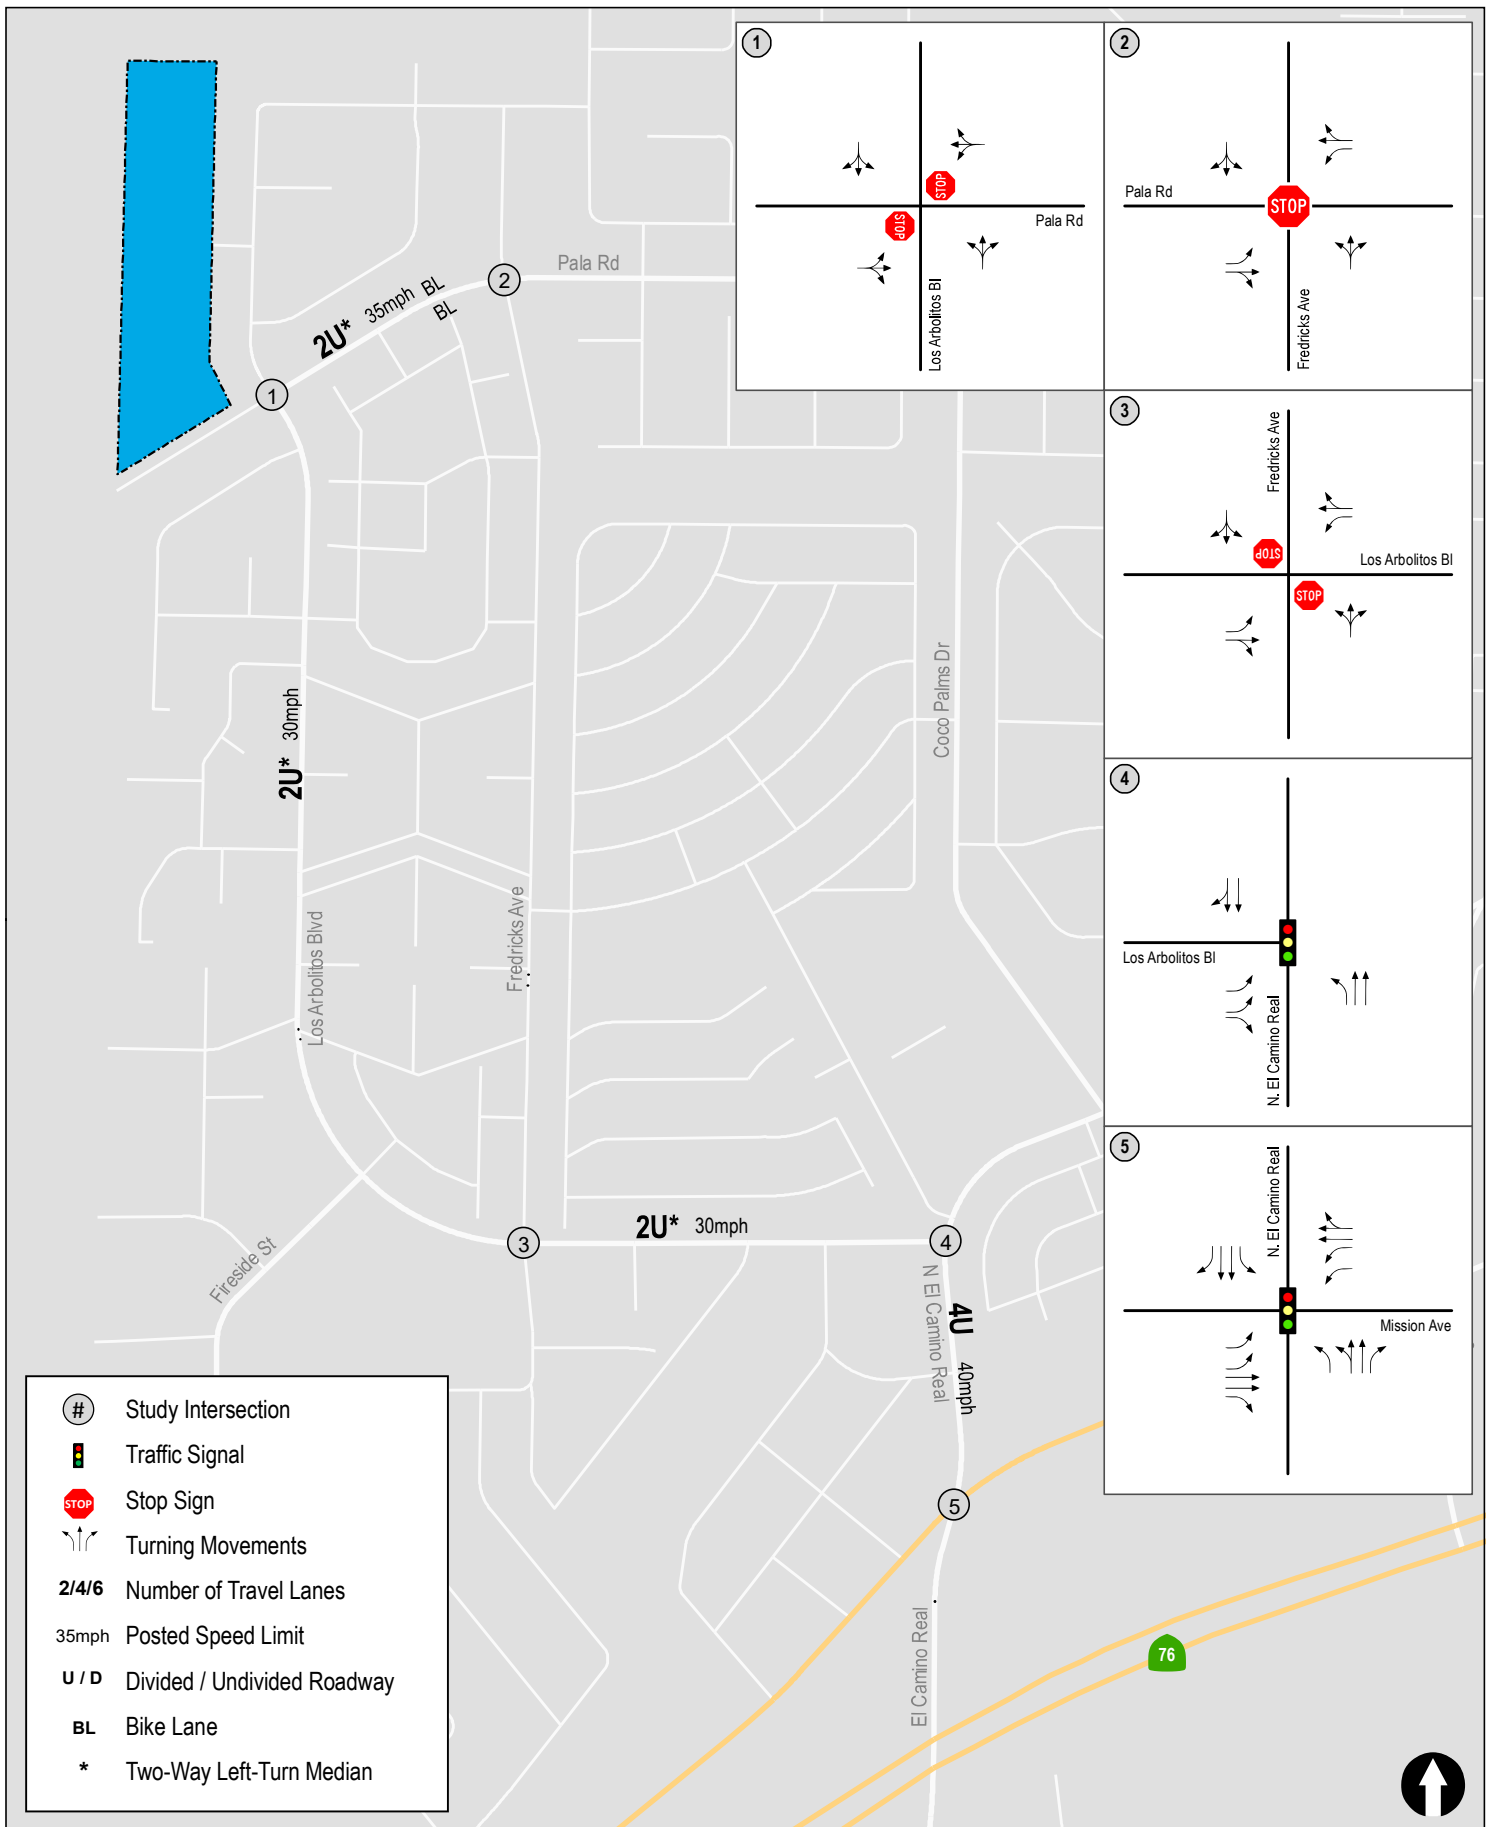 1
STOP
STOP
Pala Rd
Los Arbolitos Bl
2
Pala Rd
STOP
Fredricks Ave
3
Fredricks Ave
STOP
Los Arbolitos Bl
STOP
4
Los Arbolitos Bl
N. El Camino Real
5
N. El Camino Real
Mission Ave
Pala Rd
2
35mph
BL
BL
2U*
1
30mph
2U*
Coco Palms Dr
Los Arbolitos Blvd
Fredricks Ave
Fireside St
3
2U* 30mph
4
N El Camino Real
4U
40mph
5
El Camino Real
76
# Study Intersection
Traffic Signal
STOP Stop Sign
Turning Movements
2/4/6 Number of Travel Lanes
35mph Posted Speed Limit
U / D Divided / Undivided Roadway
BL Bike Lane
* Two-Way Left-Turn Median